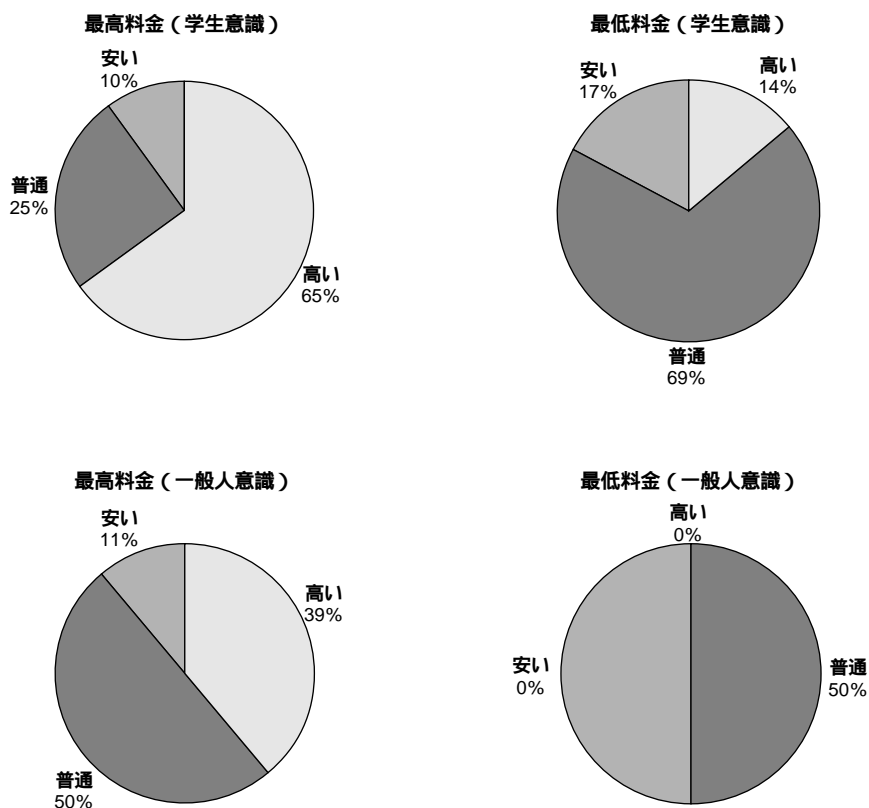 最高料金（学生意識）
安い
10%
普通
25%
高い
65%
最低料金（学生意識）
安い
17%
高い
14%
普通
69%
最高料金（一般人意識）
安い
11%
高い
39%
普通
50%
最低料金（一般人意識）
高い
0%
安い
0%
普通
50%